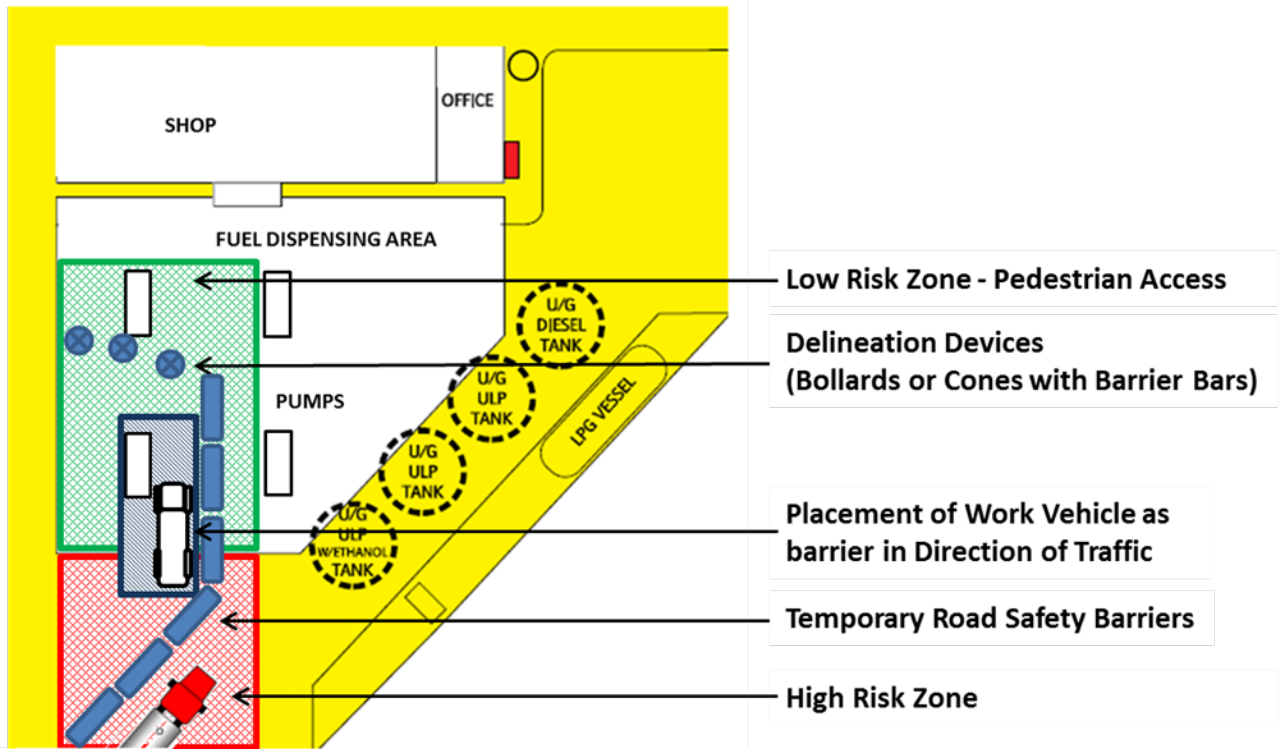 SHOP
OFFICE
FUEL DISPENSING AREA
PUMPS
U/G
DIESEL
TANK
U/G
ULP
TANK
U/G
ULP
TANK
U/G
ULP
W/ETHANOL
TANK
LPG VESSEL
Low Risk Zone - Pedestrian Access
Delineation Devices
(Bollards or Cones with Barrier Bars)
Placement of Work Vehicle as
barrier in Direction of Traffic
Temporary Road Safety Barriers
High Risk Zone